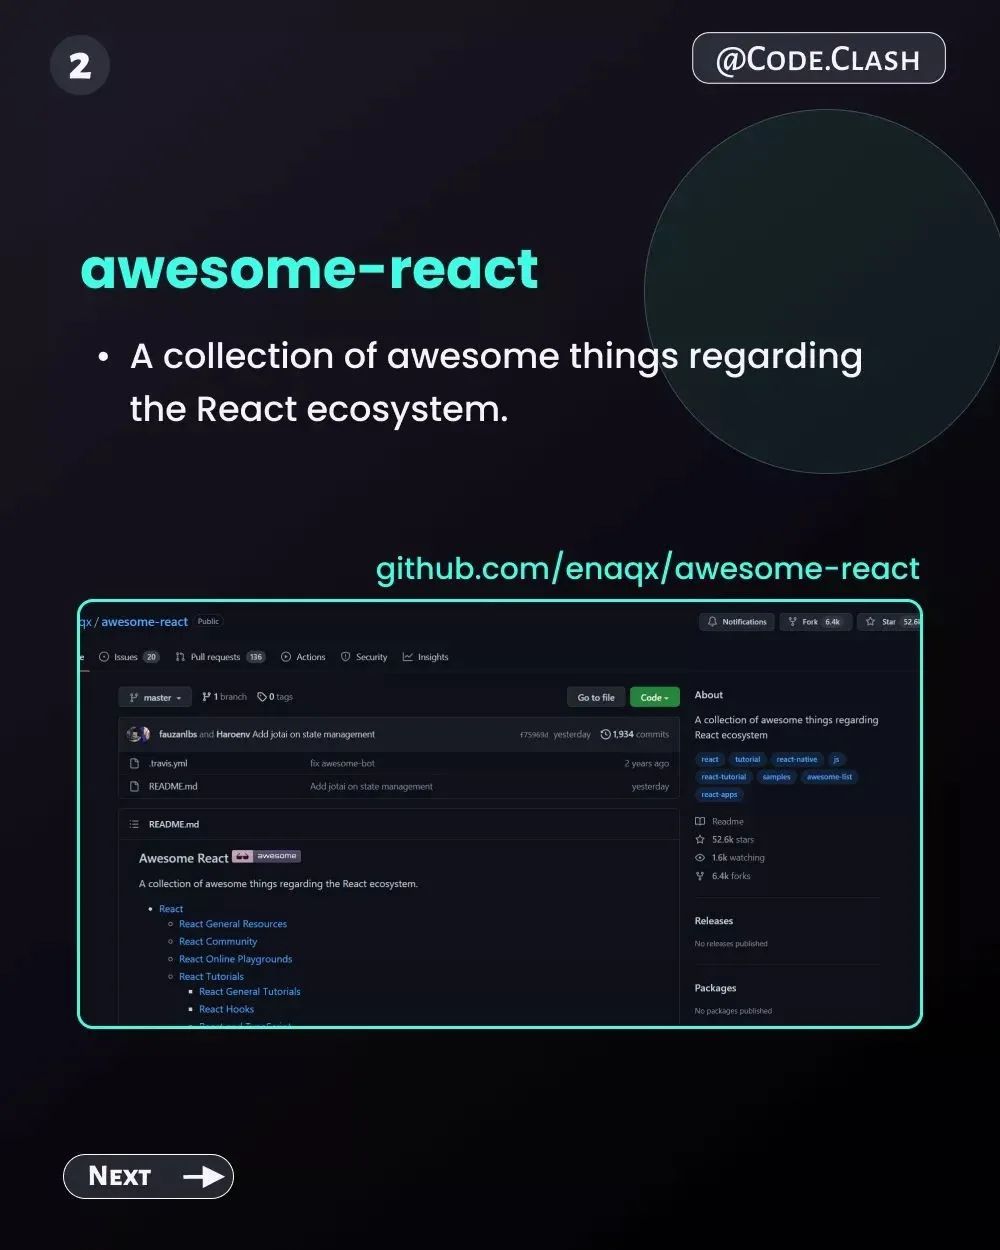 2
@CODE.CLASH
awesome-react
• A collection of awesome things regarding
the React ecosystem.
github.com/enaqx/awesome-react
qx / awesome-react Public
Notifications Fork 6.4k Star 52.6k
e Issues 20 Pull requests 136 Actions Security Insights
master 1 branch 0 tags Go to file Code
fauzanlbs and Haroenv Add jotai on state management f75969d yesterday 1,934 commits
.travis.yml fix awesome-bot 2 years ago
README.md Add jotai on state management yesterday
README.md
Awesome React awesome
A collection of awesome things regarding the React ecosystem.
• React
◦ React General Resources
◦ React Community
◦ React Online Playgrounds
◦ React Tutorials
▪ React General Tutorials
▪ React Hooks
▪ React and TypeScript
About
A collection of awesome things regarding
React ecosystem
react tutorial react-native js
react-tutorial samples awesome-list
react-apps
Readme
52.6k stars
1.6k watching
6.4k forks
Releases
No releases published
Packages
No packages published
NEXT